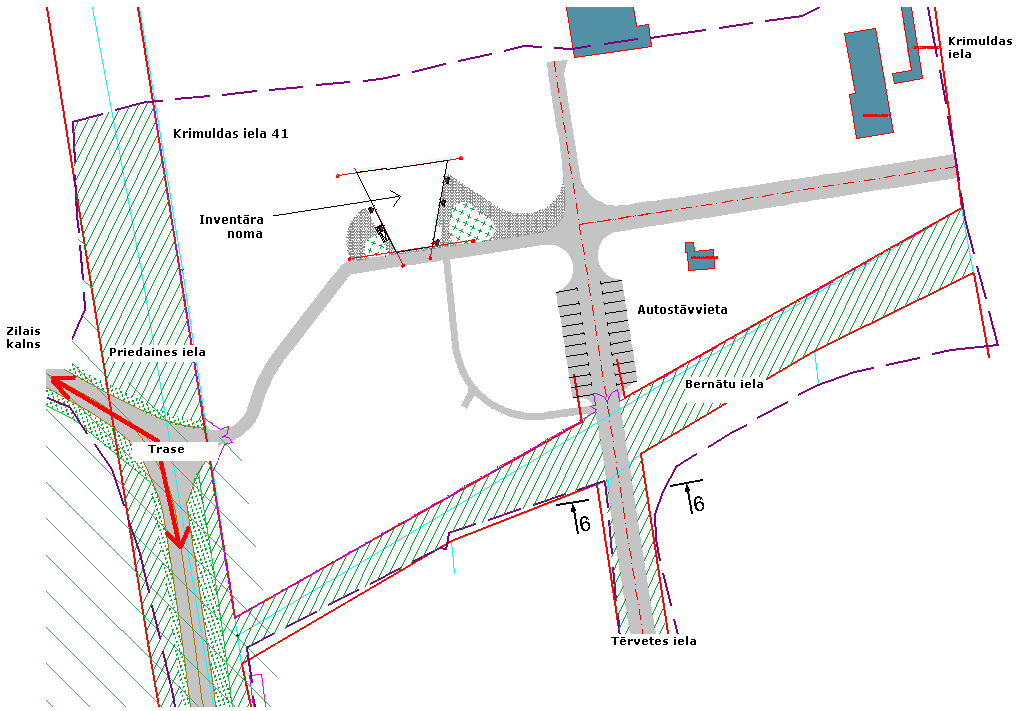 Krimuldas
iela
Krimuldas iela 41
Inventāra
noma
Autostāvvieta
Zilais
kalns
Priedaines iela
Bernātu iela
Trase
6
6
Tērvetes iela